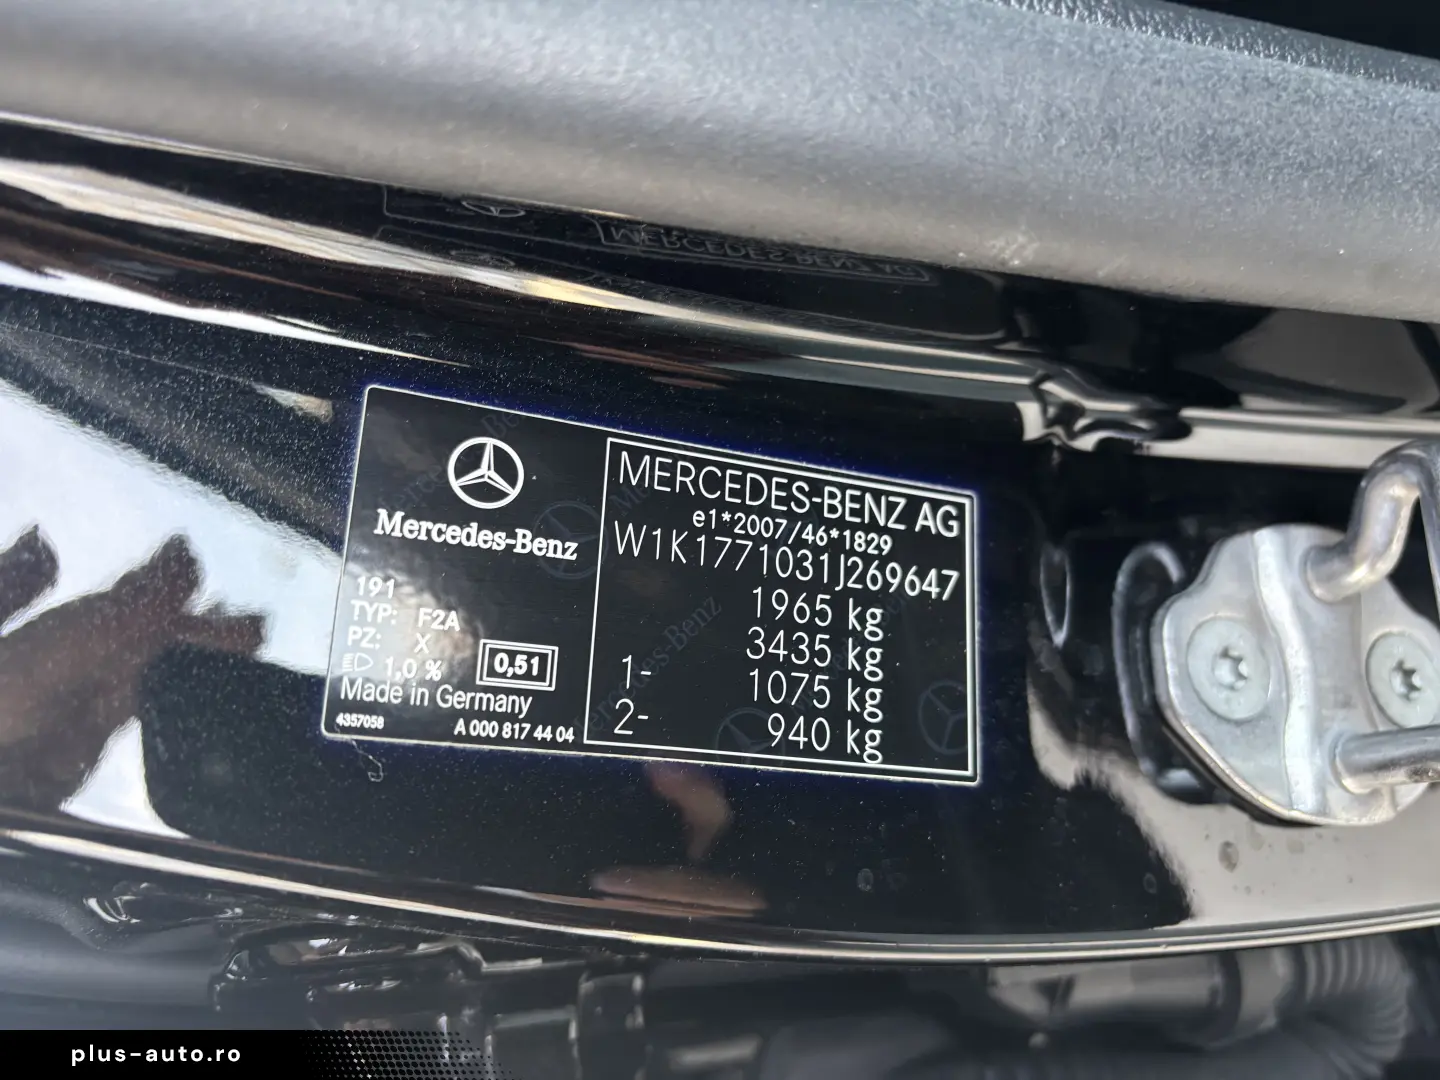 Mercedes-Benz
191
TYP: F2A
PZ: X
1,0 %
0,51
Made in Germany
4357058
A 000 817 44 04
MERCEDES-BENZ AG
e1*2007/46*1829
W1K1771031J269647
1965 kg
3435 kg
1- 1075 kg
2- 940 kg
plus-auto.ro